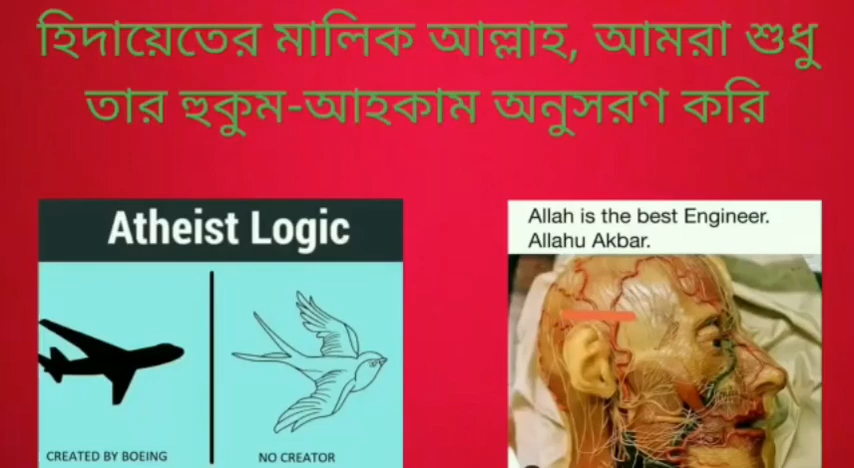 হিদায়েতের মালিক আল্লাহ, আমরা শুধু
তার হুকুম-আহকাম অনুসরণ করি
Atheist Logic
CREATED BY BOEING
NO CREATOR
Allah is the best Engineer.
Allahu Akbar.